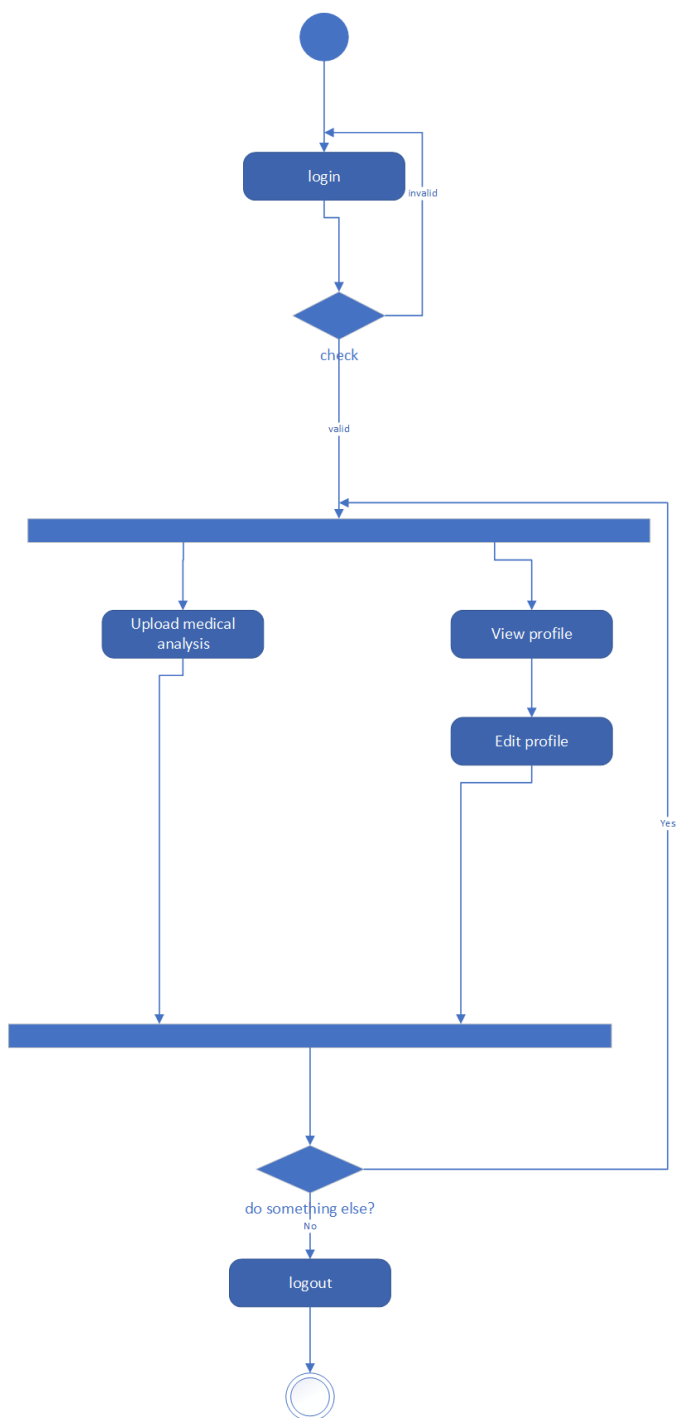 login
invalid
check
valid
Upload medical
analysis
View profile
Edit profile
Yes
do something else?
No
logout